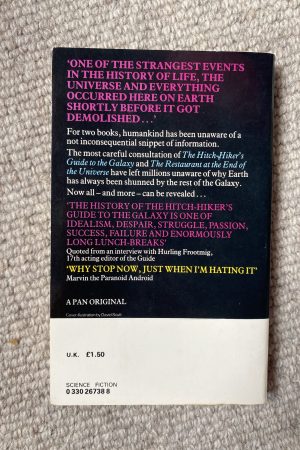 ‘ONE OF THE STRANGEST EVENTS
IN THE HISTORY OF LIFE, THE
UNIVERSE AND EVERYTHING
OCCURRED HERE ON EARTH
SHORTLY BEFORE IT GOT
DEMOLISHED . . .’
For two books, humankind has been unaware of a
not inconsequential snippet of information.
The most careful consultation of The Hitch-Hiker's
Guide to the Galaxy and The Restaurant at the End of
the Universe have left millions unaware of why Earth
has always been shunned by the rest of the Galaxy.
Now all – and more – can be revealed . . .
‘THE HISTORY OF THE HITCH-HIKER'S
GUIDE TO THE GALAXY IS ONE OF
IDEALISM, DESPAIR, STRUGGLE, PASSION,
SUCCESS, FAILURE AND ENORMOUSLY
LONG LUNCH-BREAKS’
Quoted from an interview with Hurling Frootmig,
17th acting editor of the Guide
‘WHY STOP NOW, JUST WHEN I'M HATING IT’
Marvin the Paranoid Android
A PAN ORIGINAL
Cover illustration by David Scutt
U.K. £1.50
SCIENCE FICTION
0 330 26738 8